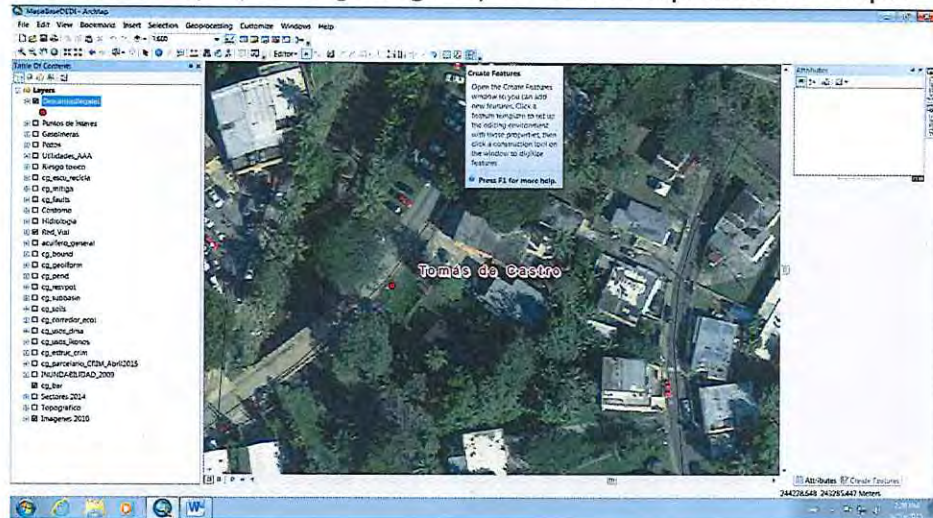 MapaBaseDEDI - ArcMap
File Edit View Bookmarks Insert Selection Geoprocessing Customize Windows Help
Editor
Table Of Contents
Layers
Puntos de Interes
Gasolineras
Pozos
Utilidades_AAA
Riesgo toxico
cg_escu_recicla
cg_mitiga
cg_faults
Contorno
Hidrologia
Red_Vial
acuifero_general
cg_bound
cg_geolform
cg_pend
cg_resvpot
cg_subbasin
cg_soils
cg_corredor_ecol
cg_usos_drna
cg_usos_ikonos
cg_estruc_crim
cg_parcelario_CRIM_Abril2015
INUNDABILIDAD_2009
cg_bar
Sectores 2014
Topografico
Imagenes 2010
Create Features
Open the Create Features
window so you can add
new features. Click a
feature template to set up
the editing environment
with those properties, then
click a construction tool on
the window to digitize
features.
Press F1 for more help.
Tomás de Castro
Attributes
Attributes Create Features
244228.648 243285.447 Meters